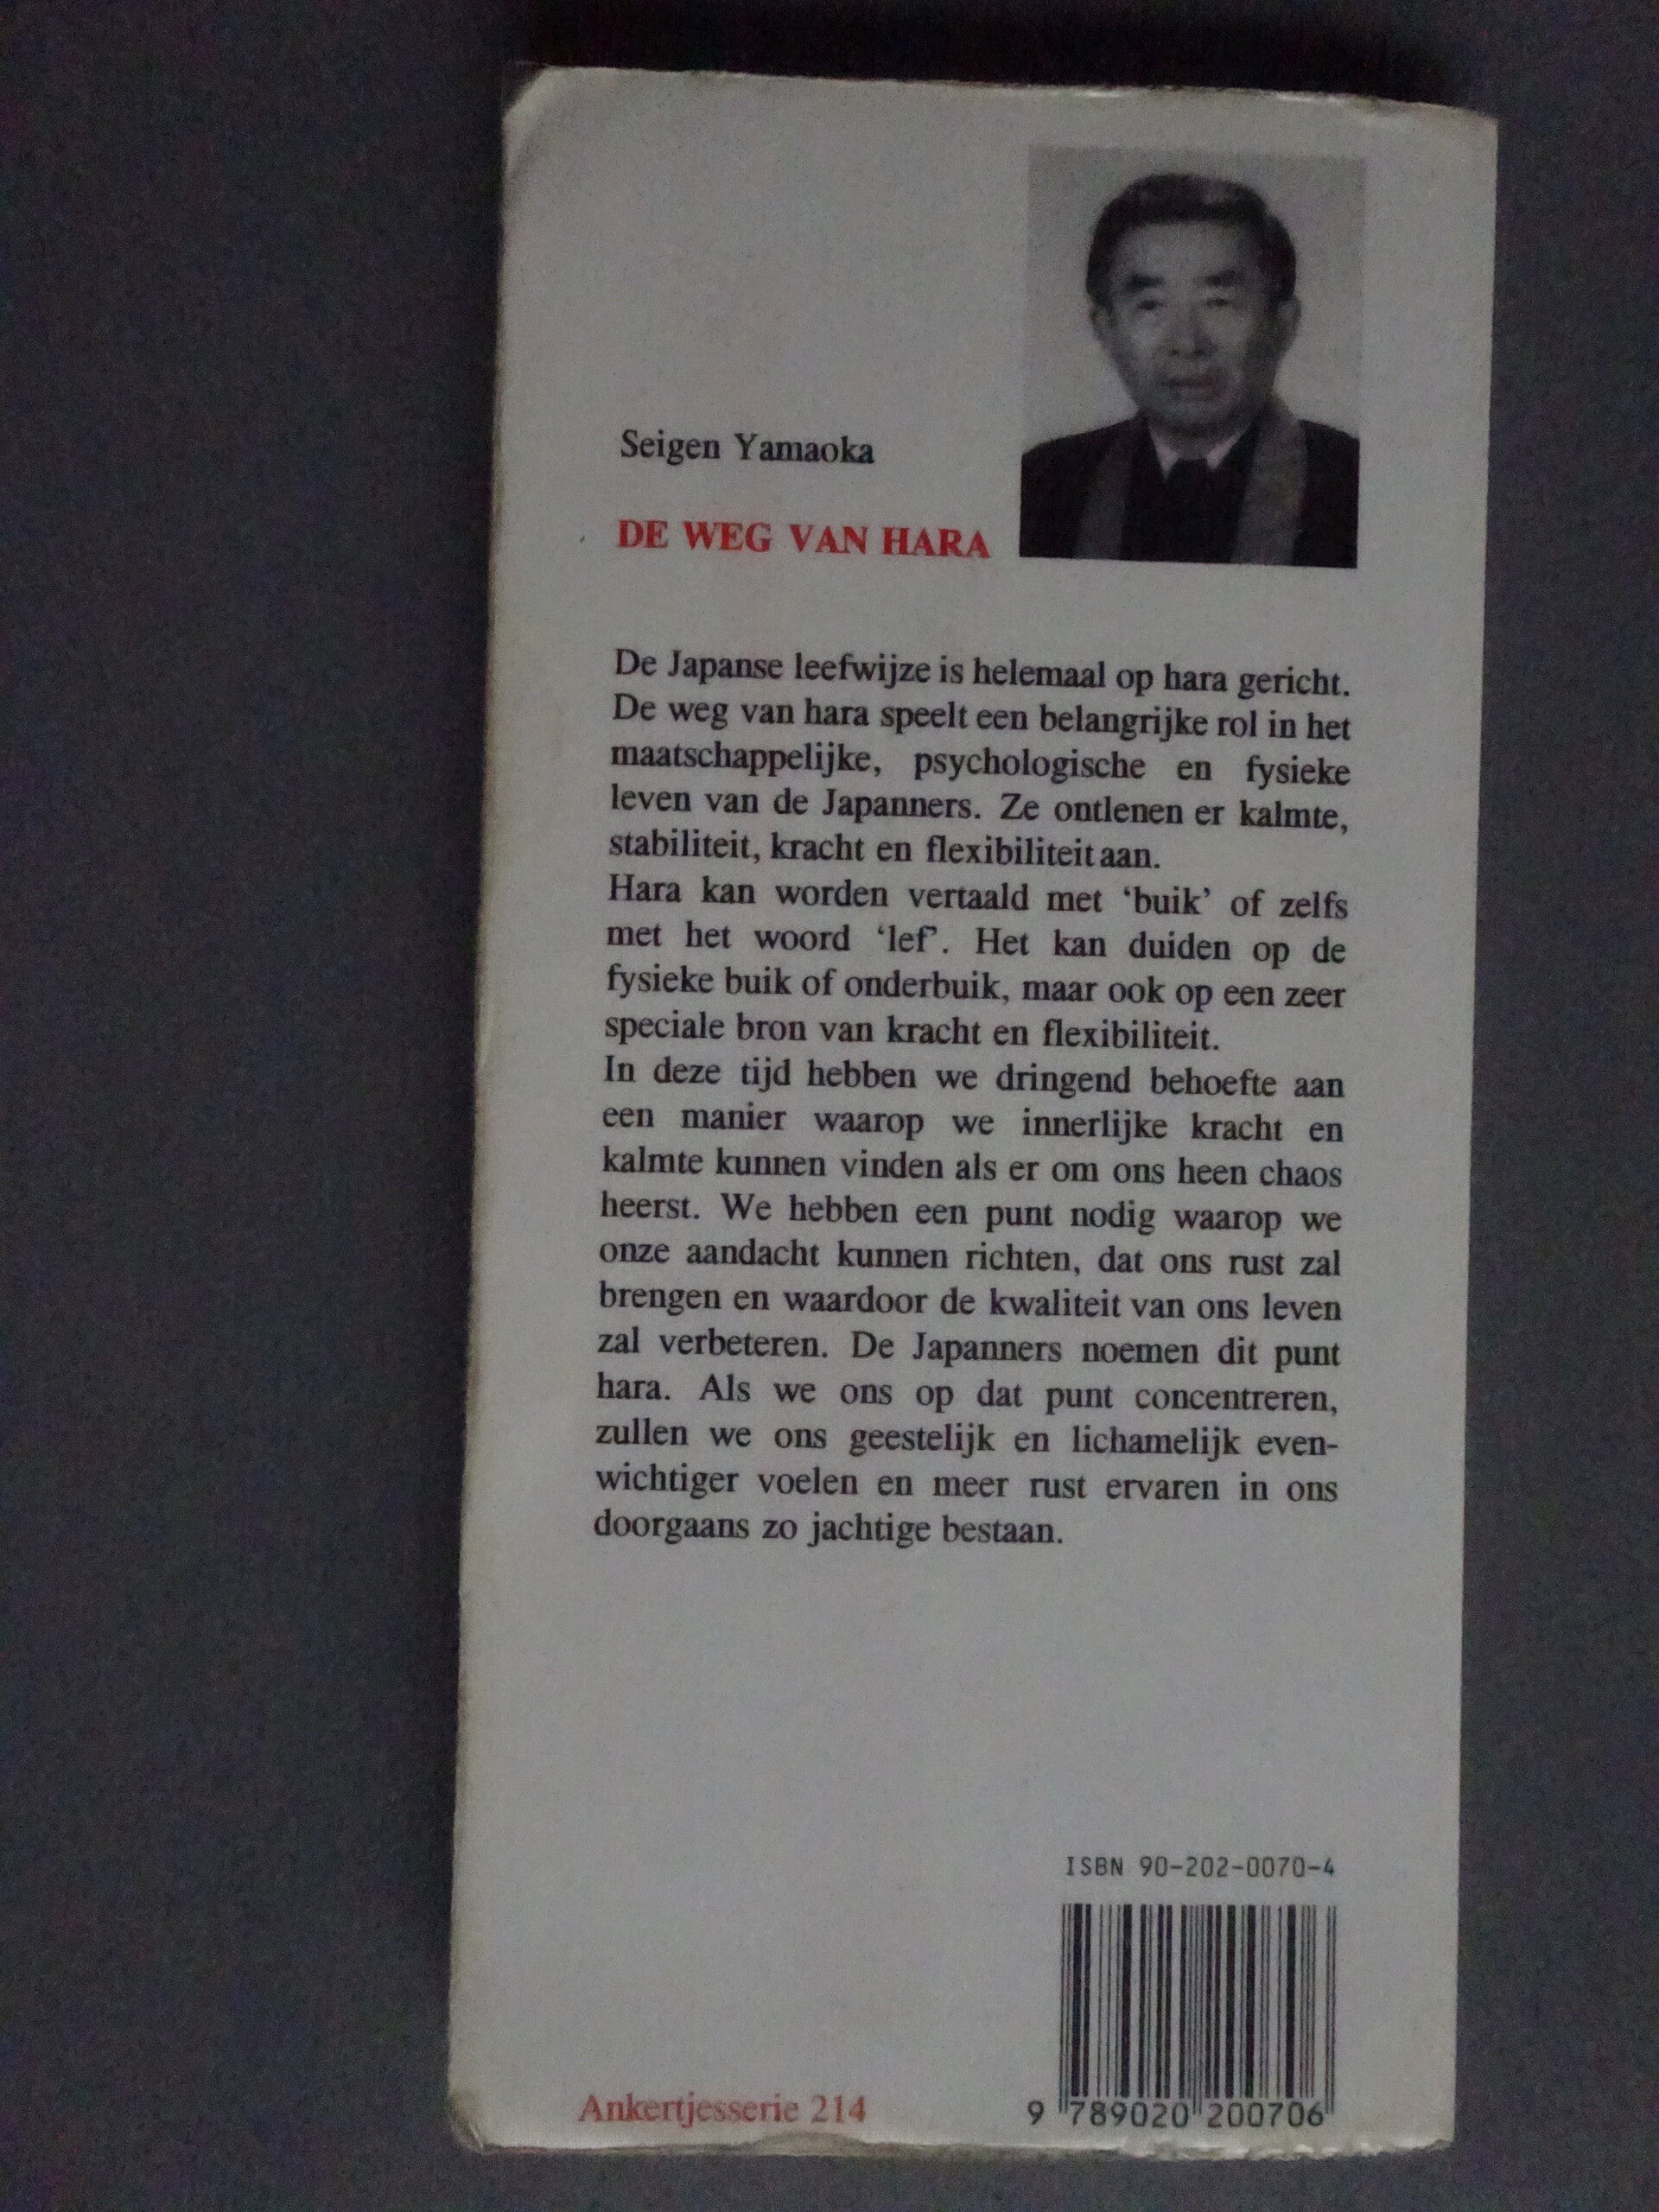 Seigen Yamaoka
DE WEG VAN HARA
De Japanse leefwijze is helemaal op hara gericht.
De weg van hara speelt een belangrijke rol in het
maatschappelijke, psychologische en fysieke
leven van de Japanners. Ze ontlenen er kalmte,
stabiliteit, kracht en flexibiliteit aan.
Hara kan worden vertaald met ‘buik’ of zelfs
met het woord ‘lef’. Het kan duiden op de
fysieke buik of onderbuik, maar ook op een zeer
speciale bron van kracht en flexibiliteit.
In deze tijd hebben we dringend behoefte aan
een manier waarop we innerlijke kracht en
kalmte kunnen vinden als er om ons heen chaos
heerst. We hebben een punt nodig waarop we
onze aandacht kunnen richten, dat ons rust zal
brengen en waardoor de kwaliteit van ons leven
zal verbeteren. De Japanners noemen dit punt
hara. Als we ons op dat punt concentreren,
zullen we ons geestelijk en lichamelijk even-
wichtiger voelen en meer rust ervaren in ons
doorgaans zo jachtige bestaan.
ISBN 90-202-0070-4
9 789020 200706
Ankertjesserie 214